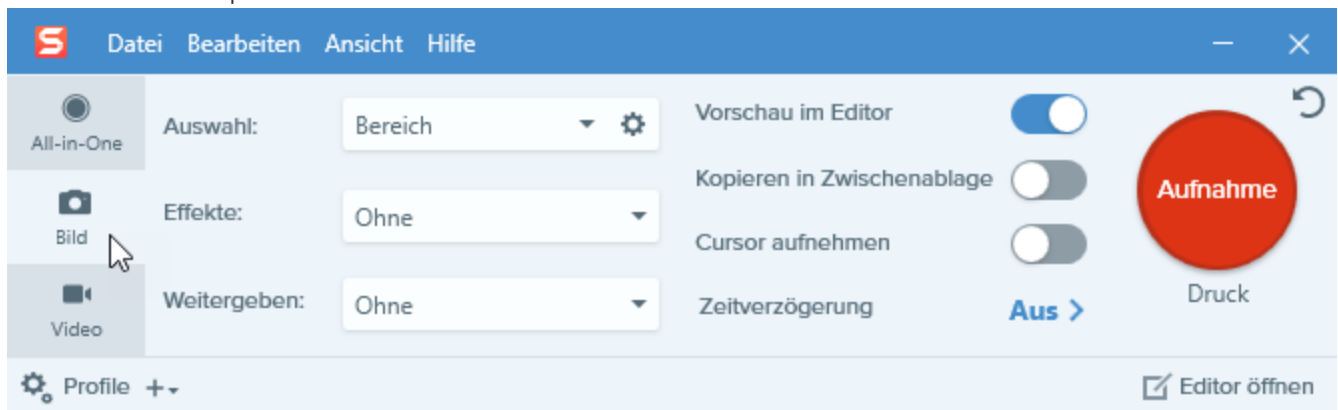 S Datei Bearbeiten Ansicht Hilfe
All-in-One
Bild
Video
Auswahl: Bereich
Effekte: Ohne
Weitergeben: Ohne
Vorschau im Editor
Kopieren in Zwischenablage
Cursor aufnehmen
Zeitverzögerung Aus >
Aufnahme
Druck
Profile +
Editor öffnen